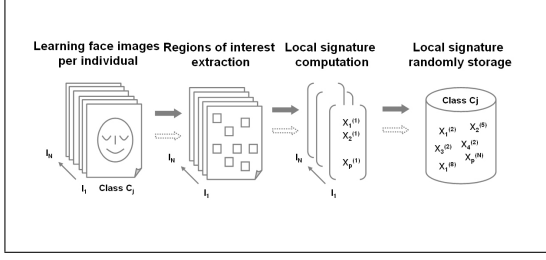 Learning face images
per individual
Regions of interest
extraction
Local signature
computation
Local signature
randomly storage
I_N
I_1
Class C_j
I_N
I_1
X_1^(1)
X_2^(1)
X_p^(1)
I_N
I_1
Class Cj
X_1^(2) X_2^(5)
X_3^(2) X_4^(2)
X_p^(N)
X_1^(8)